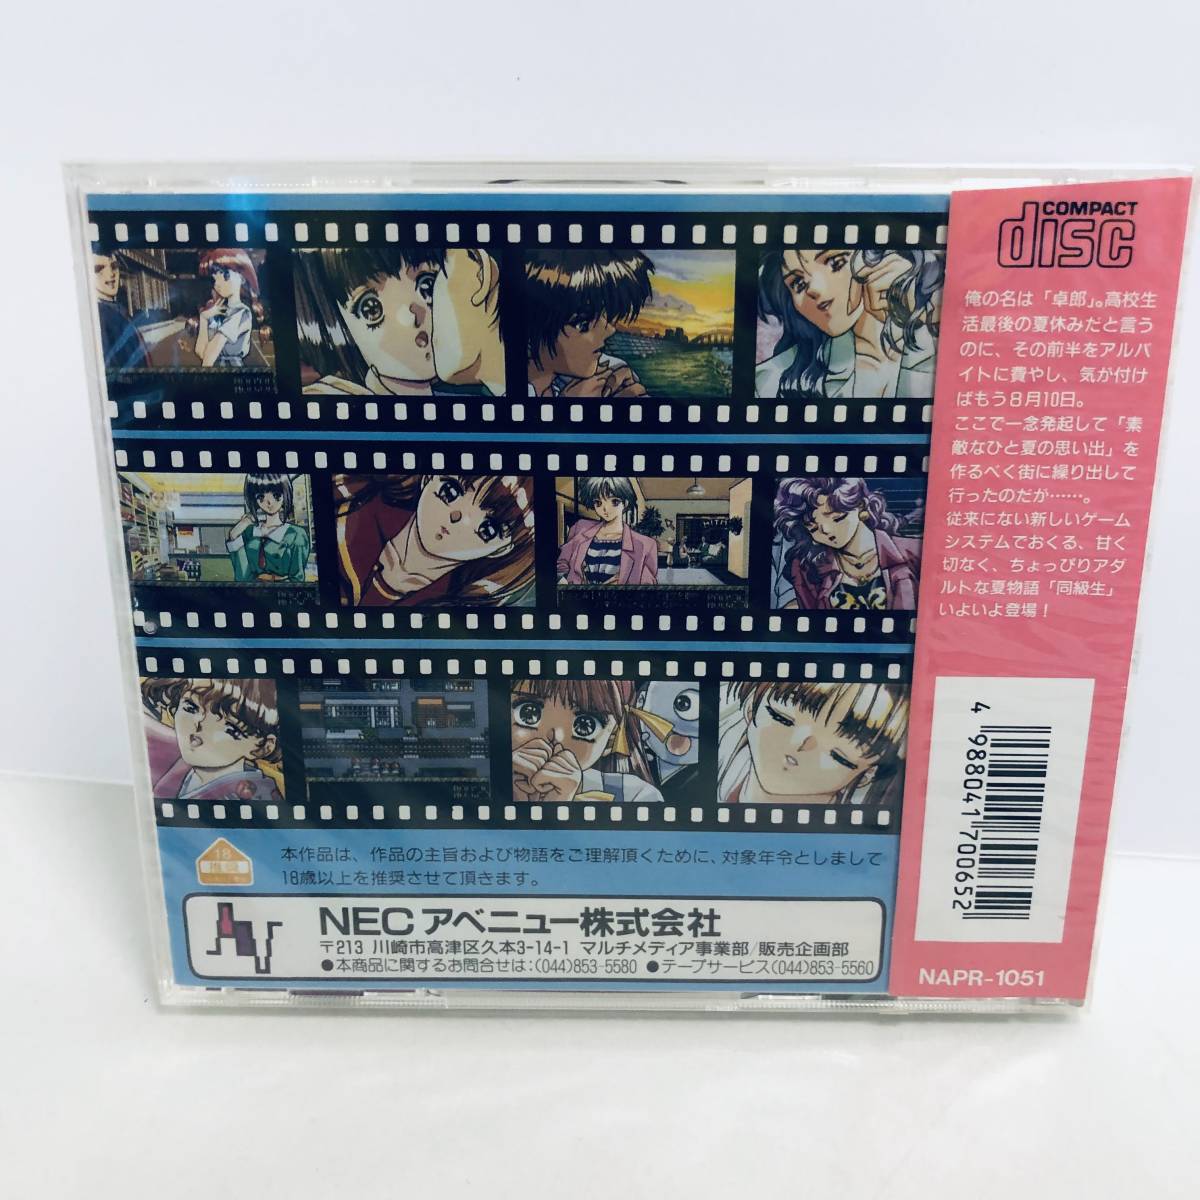 COMPACT
disc
俺の名は「卓郎」。高校生
活最後の夏休みだと言う
のに、その前半をアルバ
イトに費やし、気が付け
ばもう8月10日。
ここで一念発起して「素
敵なひと夏の思い出」を
作るべく街に繰り出して
行ったのだが……。
従来にない新しいゲーム
システムでおくる、甘く
切なく、ちょっぴりアダ
ルトな夏物語「同級生」
いよいよ登場！
4 988041 700652
NAPR-1051
18
推奨
本作品は、作品の主旨および物語をご理解頂くために、対象年令としまして
18歳以上を推奨させて頂きます。
NECアベニュー株式会社
〒213 川崎市高津区久本3-14-1 マルチメディア事業部/販売企画部
●本商品に関するお問合せは：(044)853-5580 ●テープサービス(044)853-5560